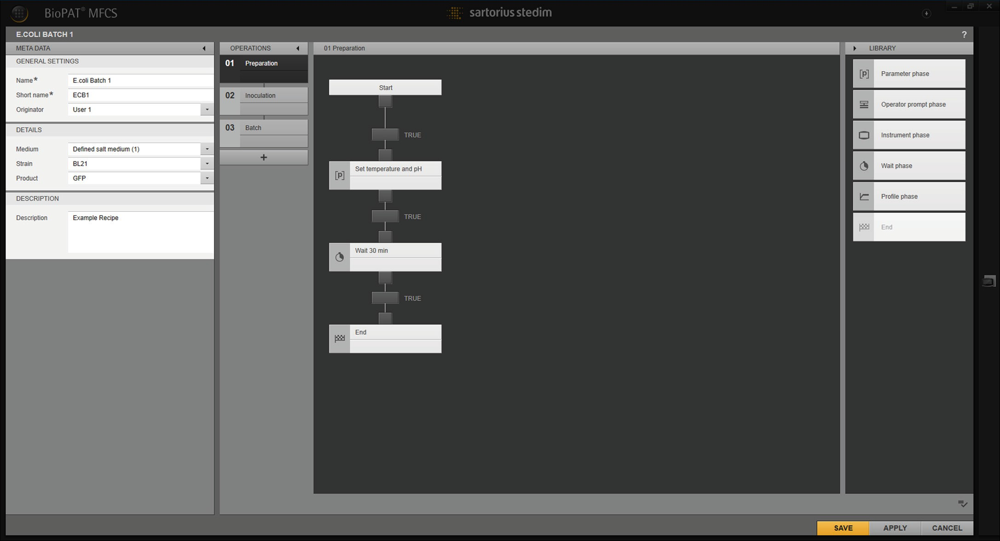 BioPAT® MFCS
sartorius stedim
E.COLI BATCH 1
?
META DATA
GENERAL SETTINGS
Name*
E.coli Batch 1
Short name*
ECB1
Originator
User 1
DETAILS
Medium
Defined salt medium (1)
Strain
BL21
Product
GFP
DESCRIPTION
Description
Example Recipe
OPERATIONS
01 Preparation
02 Inoculation
03 Batch
+
01 Preparation
Start
TRUE
[p] Set temperature and pH
TRUE
Wait 30 min
TRUE
End
LIBRARY
[p] Parameter phase
Operator prompt phase
Instrument phase
Wait phase
Profile phase
End
SAVE
APPLY
CANCEL